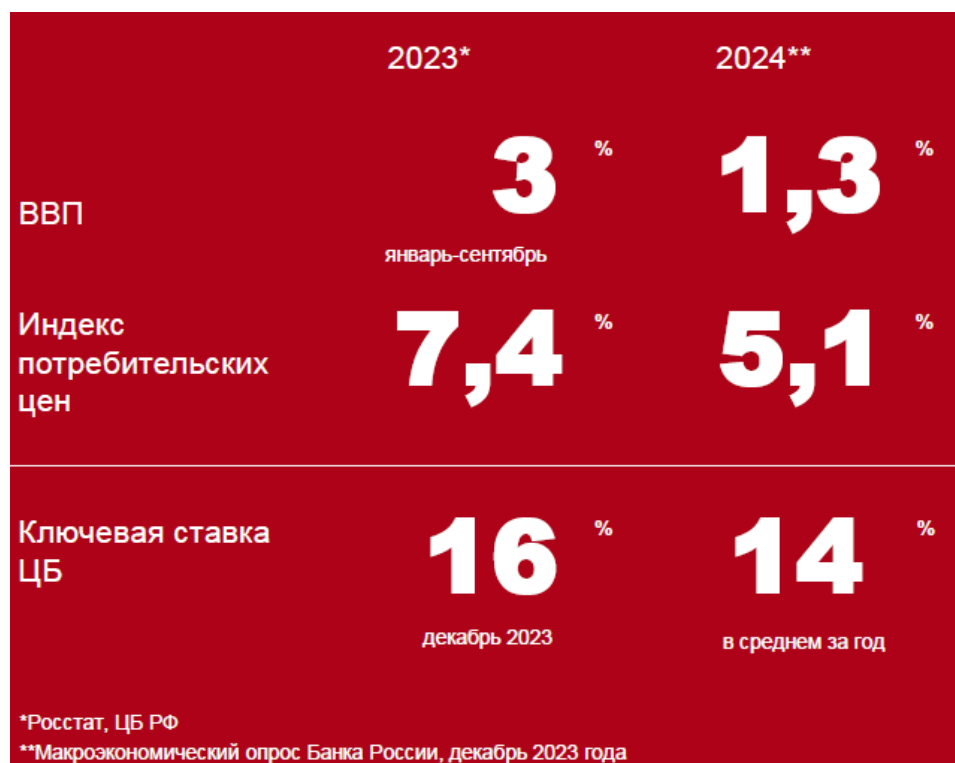 2023* 2024**
ВВП 3 % 1,3 %
январь-сентябрь
Индекс
потребительских
цен
7,4 % 5,1 %
Ключевая ставка
ЦБ
16 % 14 %
декабрь 2023 в среднем за год
*Росстат, ЦБ РФ
**Макроэкономический опрос Банка России, декабрь 2023 года